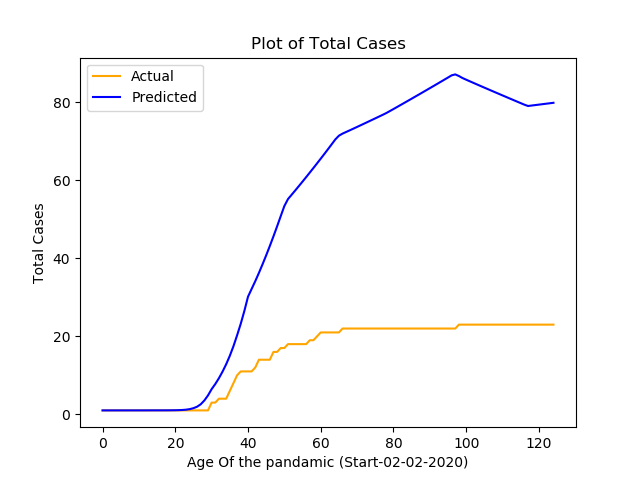 Plot of Total Cases
Actual
Predicted
80
60
40
20
0
Total Cases
0 20 40 60 80 100 120
Age Of the pandamic (Start-02-02-2020)